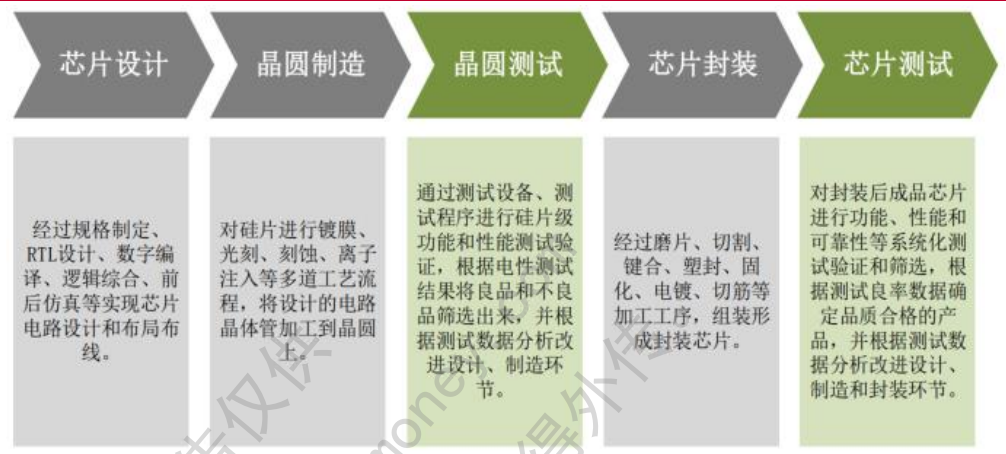 芯片设计
晶圆制造
晶圆测试
芯片封装
芯片测试
经过规格制定、
RTL设计、数字编
译、逻辑综合、前
后仿真等实现芯片
电路设计和布局布
线。
对硅片进行镀膜、
光刻、刻蚀、离子
注入等多道工艺流
程，将设计的电路
晶体管加工到晶圆
上。
通过测试设备、测
试程序进行硅片级
功能和性能测试验
证，根据电性测试
结果将良品和不良
品筛选出来，并根
据测试数据分析改
进设计、制造环
节。
经过磨片、切割、
键合、塑封、固
化、电镀、切筋等
加工工序，组装形
成封装芯片。
对封装后成品芯片
进行功能、性能和
可靠性等系统化测
试验证和筛选，根
据测试良率数据确
定品质合格的产
品，并根据测试数
据分析改进设计、
制造和封装环节。